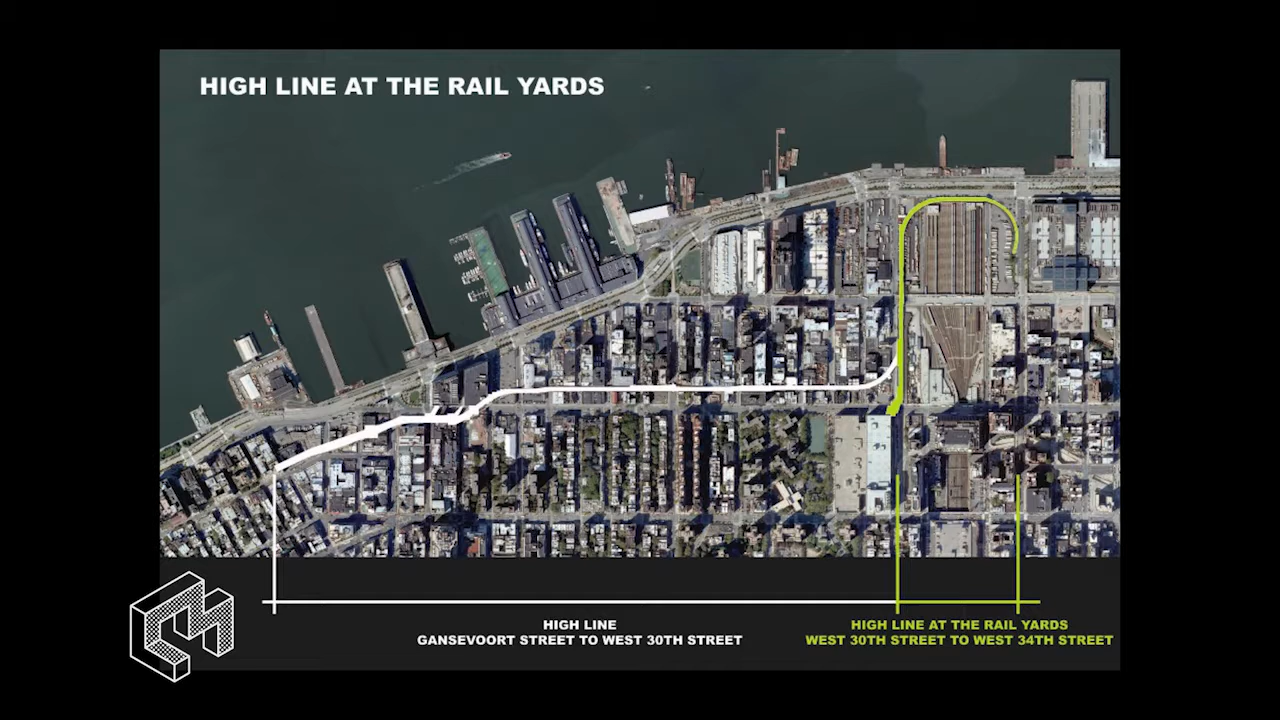 HIGH LINE AT THE RAIL YARDS
HIGH LINE
GANSEVOORT STREET TO WEST 30TH STREET
HIGH LINE AT THE RAIL YARDS
WEST 30TH STREET TO WEST 34TH STREET